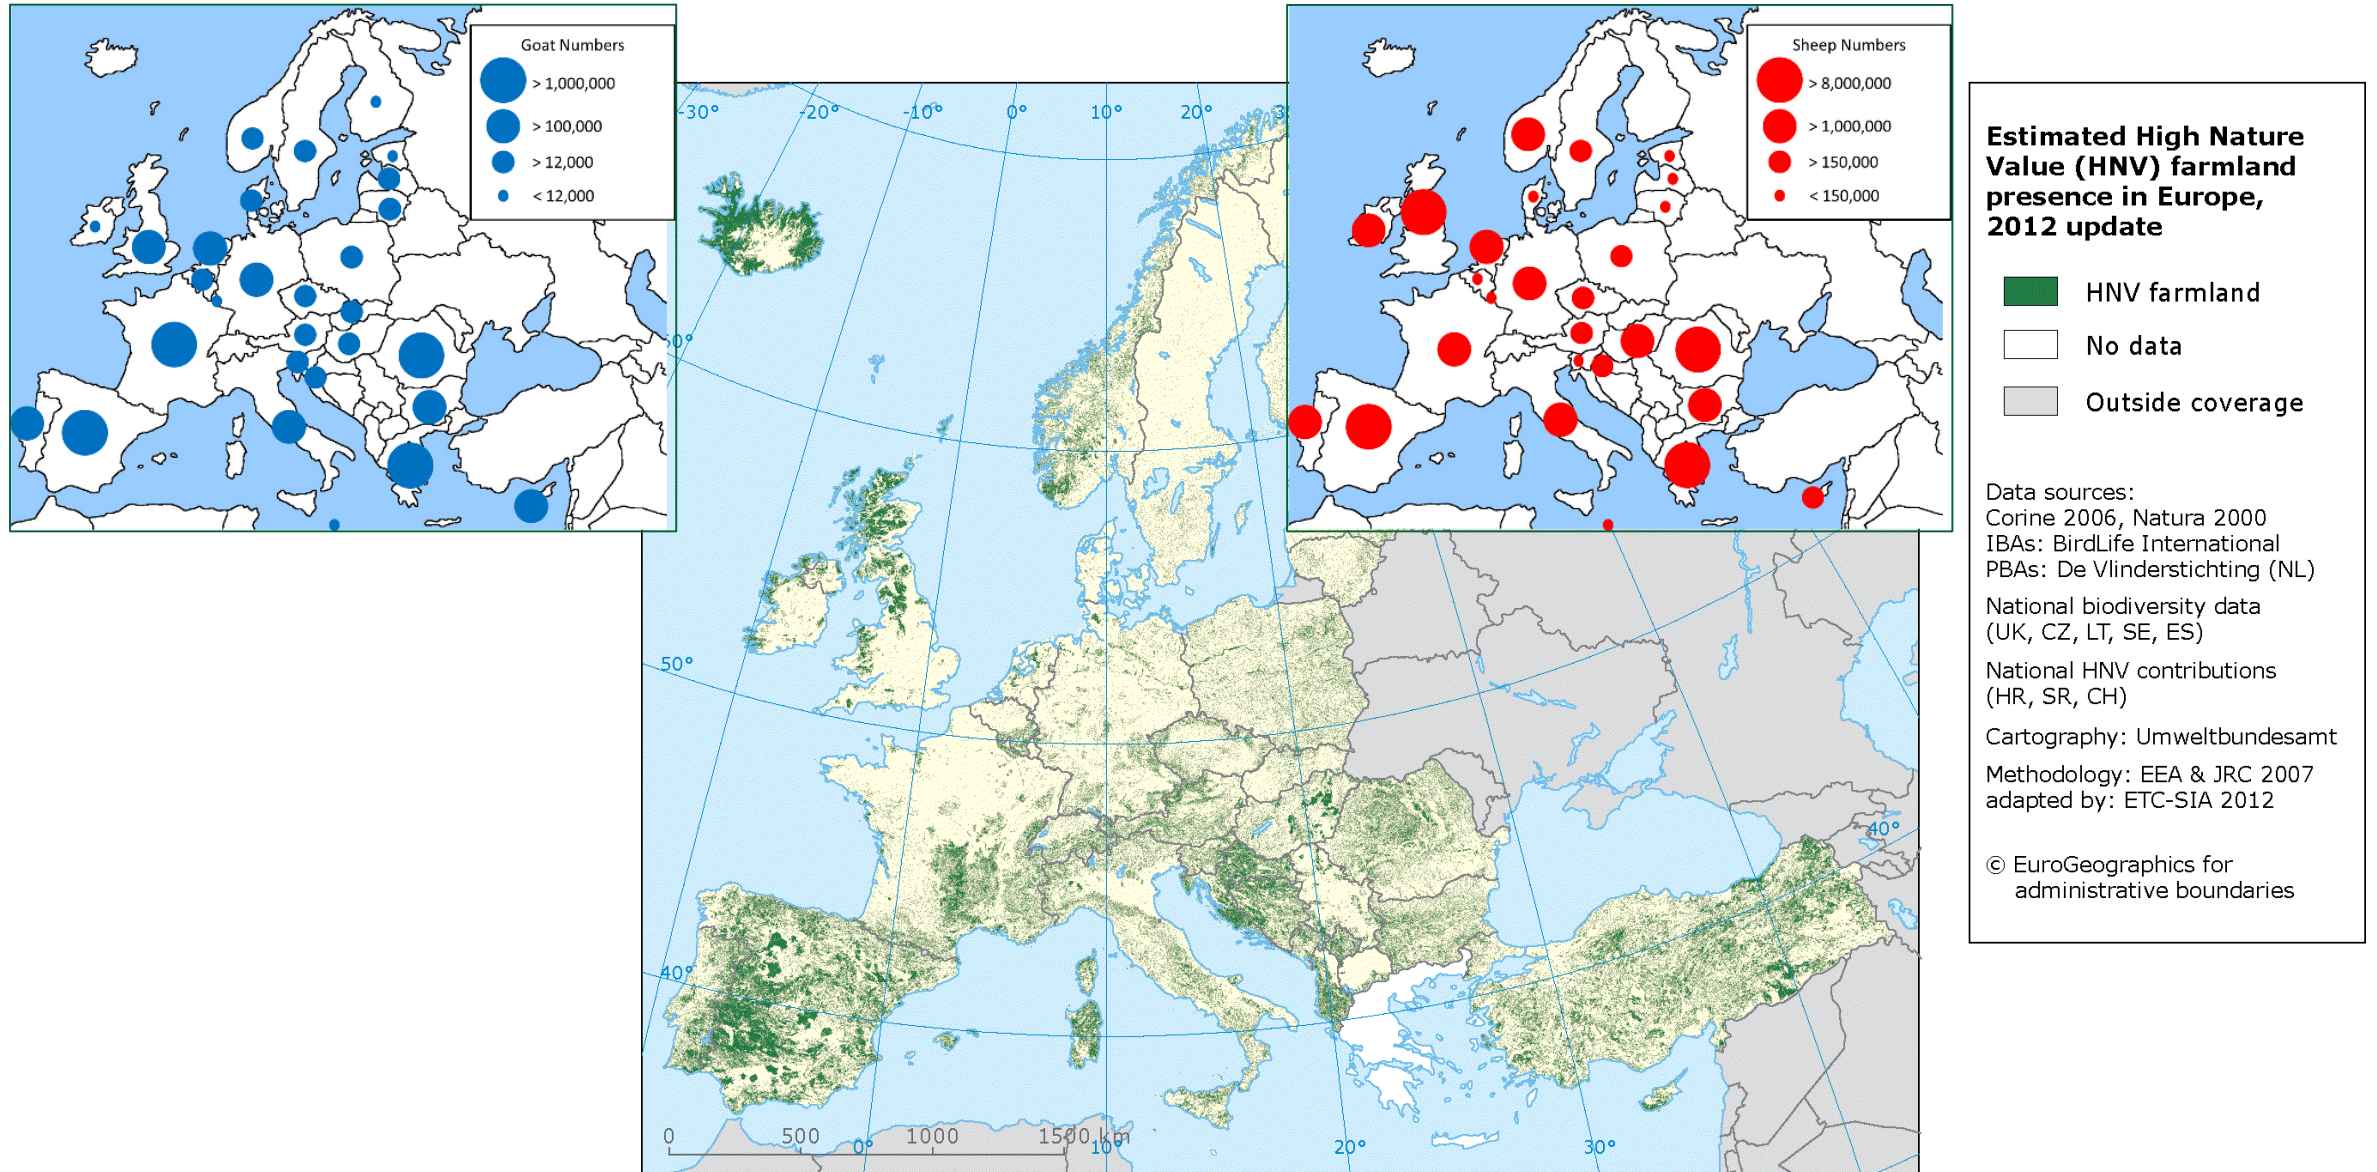 Goat Numbers
> 1,000,000
> 100,000
> 12,000
< 12,000
Sheep Numbers
> 8,000,000
> 1,000,000
> 150,000
< 150,000
-30°
-20°
-10°
0°
10°
20°
50°
40°
40°
0
500
1000
1500 km
0°
10°
20°
30°
Estimated High Nature
Value (HNV) farmland
presence in Europe,
2012 update
HNV farmland
No data
Outside coverage
Data sources:
Corine 2006, Natura 2000
IBAs: BirdLife International
PBAs: De Vlinderstichting (NL)
National biodiversity data
(UK, CZ, LT, SE, ES)
National HNV contributions
(HR, SR, CH)
Cartography: Umweltbundesamt
Methodology: EEA & JRC 2007
adapted by: ETC-SIA 2012
© EuroGeographics for
administrative boundaries